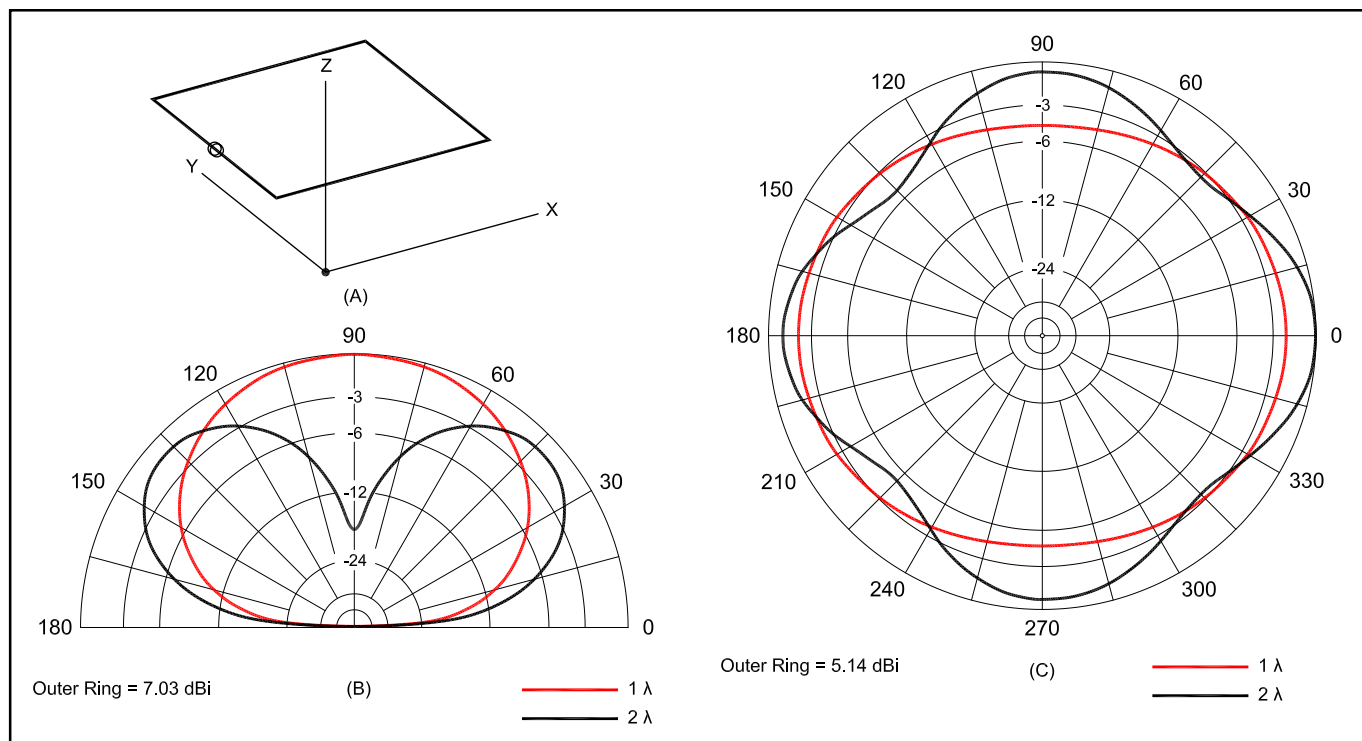 Z
Y
X
(A)
90
120
60
150
30
180
0
-3
-6
-12
-24
Outer Ring = 7.03 dBi
(B)
1 λ
2 λ
90
120
60
150
30
180
0
210
330
240
300
270
-3
-6
-12
-24
Outer Ring = 5.14 dBi
(C)
1 λ
2 λ